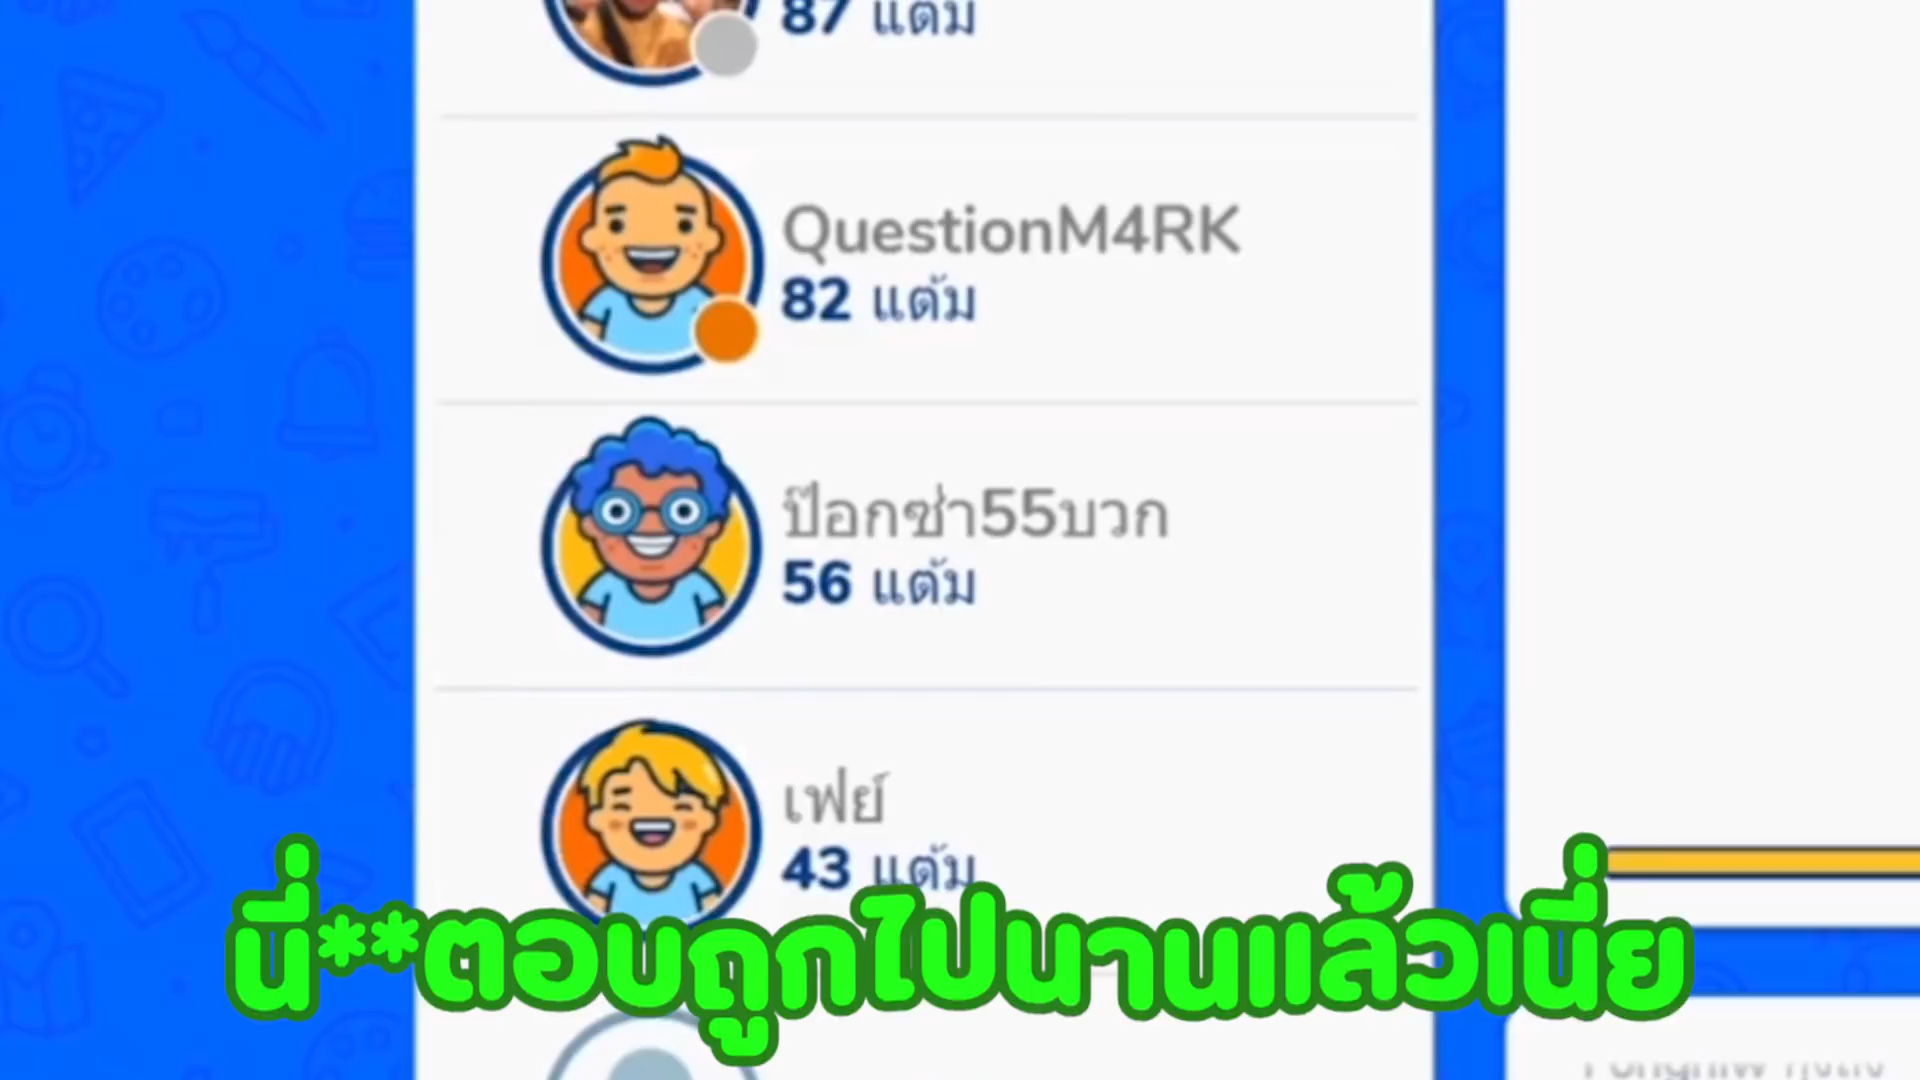 87 แต้ม
QuestionM4RK
82 แต้ม
ป๊อกซ่า55บวก
56 แต้ม
เฟย์
43 แต้ม
นี่**ตอบถูกไปนานแล้วเนี่ย